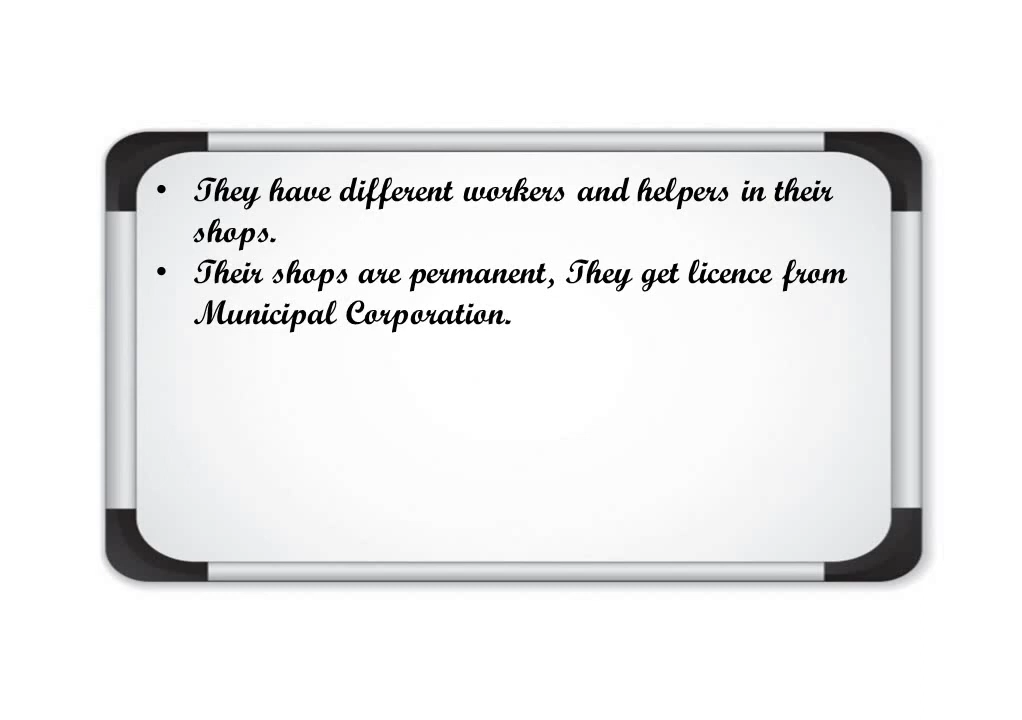 • They have different workers and helpers in their
shops.
• Their shops are permanent, They get licence from
Municipal Corporation.